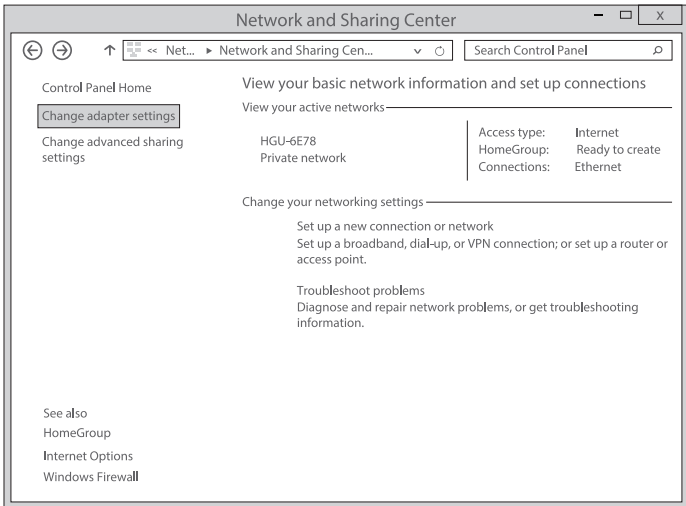 Network and Sharing Center
X
<< Net... ▸ Network and Sharing Cen...
Search Control Panel
Control Panel Home
Change adapter settings
Change advanced sharing
settings
View your basic network information and set up connections
View your active networks
HGU-6E78
Private network
Access type: Internet
HomeGroup: Ready to create
Connections: Ethernet
Change your networking settings
Set up a new connection or network
Set up a broadband, dial-up, or VPN connection; or set up a router or
access point.
Troubleshoot problems
Diagnose and repair network problems, or get troubleshooting
information.
See also
HomeGroup
Internet Options
Windows Firewall